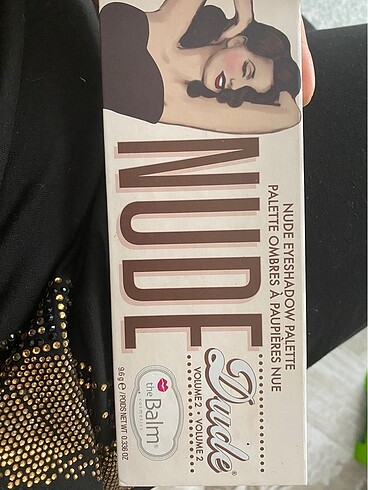 NUDE EYESHADOW PALETTE
PALETTE OMBRES À PAUPIÈRES NUE
NUDE
Dude®
VOLUME 2 VOLUME 2
the Balm®
cosmetics
9.6 g ℮ / POIDS NET WT 0.338 OZ